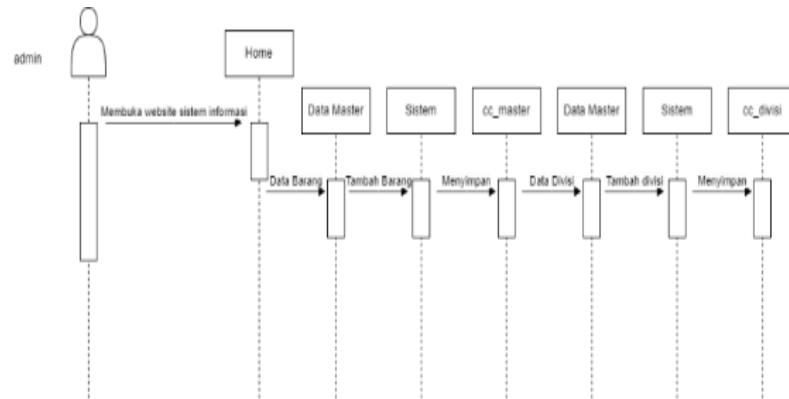 admin
Home
Data Master
Sistem
cc_master
Data Master
Sistem
cc_divisi
Membuka website sistem informasi
Data Barang
Tambah Barang
Menyimpan
Data Divisi
Tambah divisi
Menyimpan